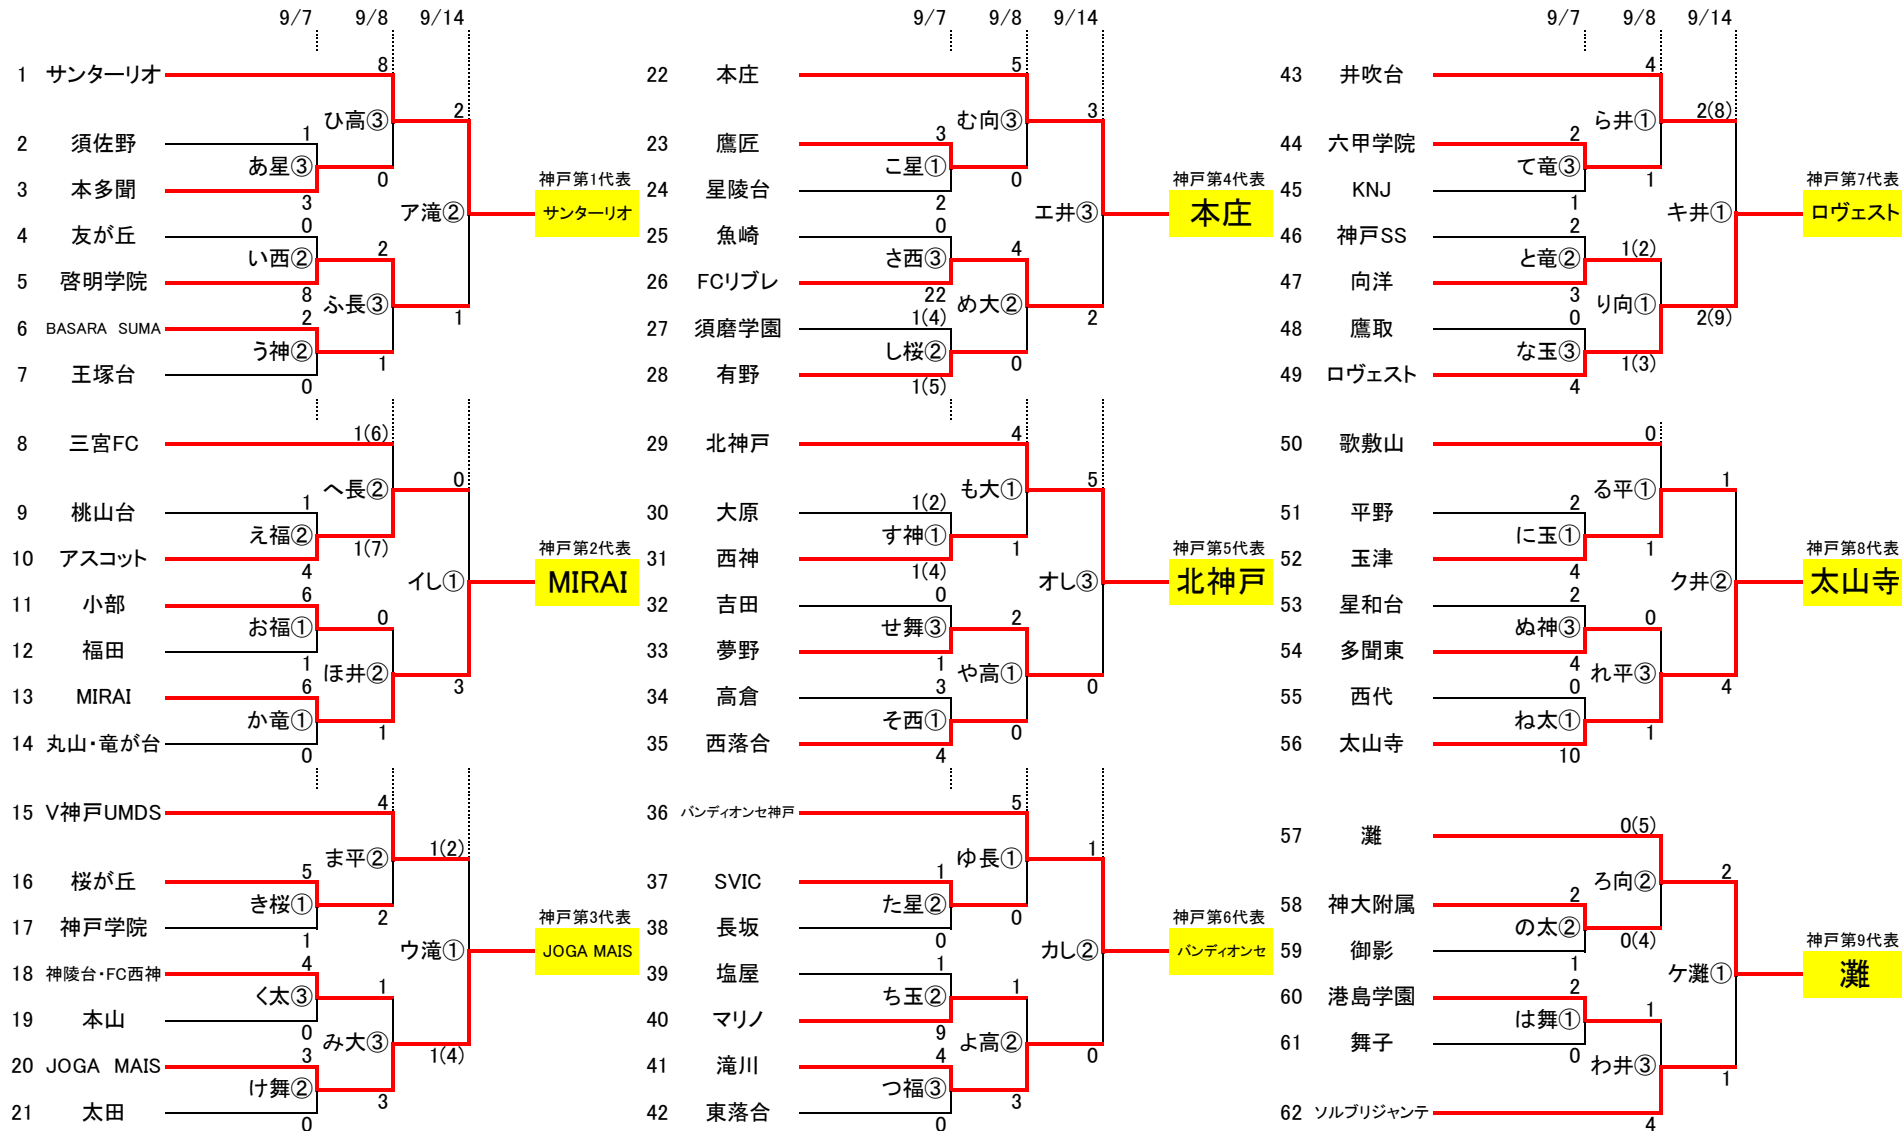 9/7 9/8 9/14
1 サンターリオ 8
2
ひ高③
2 須佐野 1
あ星③
3 本多聞 3
0
神戸第1代表
サンターリオ
ア滝②
4 友が丘 0
い西② 2
5 啓明学院 8
ふ長③ 1
6 BASARA SUMA 2
う神② 1
7 王塚台 0
8 三宮FC 1(6)
0
へ長②
9 桃山台 1
え福② 1(7)
10 アスコット 4
神戸第2代表
MIRAI
イし①
11 小部 6
お福① 0
12 福田 1
ほ井② 3
13 MIRAI 6
か竜① 1
14 丸山・竜が台 0
15 V神戸UMDS 4
1(2)
ま平②
16 桜が丘 5
き桜① 2
17 神戸学院 1
神戸第3代表
JOGA MAIS
ウ滝①
18 神陵台・FC西神 4
く太③ 1
19 本山 0
み大③ 1(4)
20 JOGA MAIS 3
け舞② 3
21 太田 0
9/7 9/8 9/14
22 本庄 5
3
む向③
23 鷹匠 3
こ星① 0
24 星陵台 2
神戸第4代表
本庄
エ井③
25 魚崎 0
さ西③ 4
26 FCリブレ 22
め大② 2
27 須磨学園 1(4)
し桜② 0
28 有野 1(5)
29 北神戸 4
5
も大①
30 大原 1(2)
す神① 1
31 西神 1(4)
神戸第5代表
北神戸
オし③
32 吉田 0
せ舞③ 2
33 夢野 1
や高① 0
34 高倉 3
そ西① 0
35 西落合 4
36 バンディオンセ神戸 5
1
ゆ長①
37 SVIC 1
た星② 0
38 長坂 0
神戸第6代表
バンディオンセ
カし②
39 塩屋 1
ち玉② 1
40 マリノ 9
よ高② 0
41 滝川 4
つ福③ 3
42 東落合 0
9/7 9/8 9/14
43 井吹台 4
2(8)
ら井①
44 六甲学院 2
て竜③ 1
45 KNJ 1
神戸第7代表
ロヴェスト
キ井①
46 神戸SS 2
と竜② 1(2)
47 向洋 3
り向① 2(9)
48 鷹取 0
な玉③ 1(3)
49 ロヴェスト 4
50 歌敷山 0
1
る平①
51 平野 2
に玉① 1
52 玉津 4
神戸第8代表
太山寺
ク井②
53 星和台 2
ぬ神③ 0
54 多聞東 4
れ平③ 4
55 西代 0
ね太① 1
56 太山寺 10
57 灘 0(5)
2
ろ向②
58 神大附属 2
の太② 0(4)
59 御影 1
神戸第9代表
灘
ケ灘①
60 港島学園 2
は舞① 1
61 舞子 0
わ井③ 1
62 ソルブリジャンテ 4